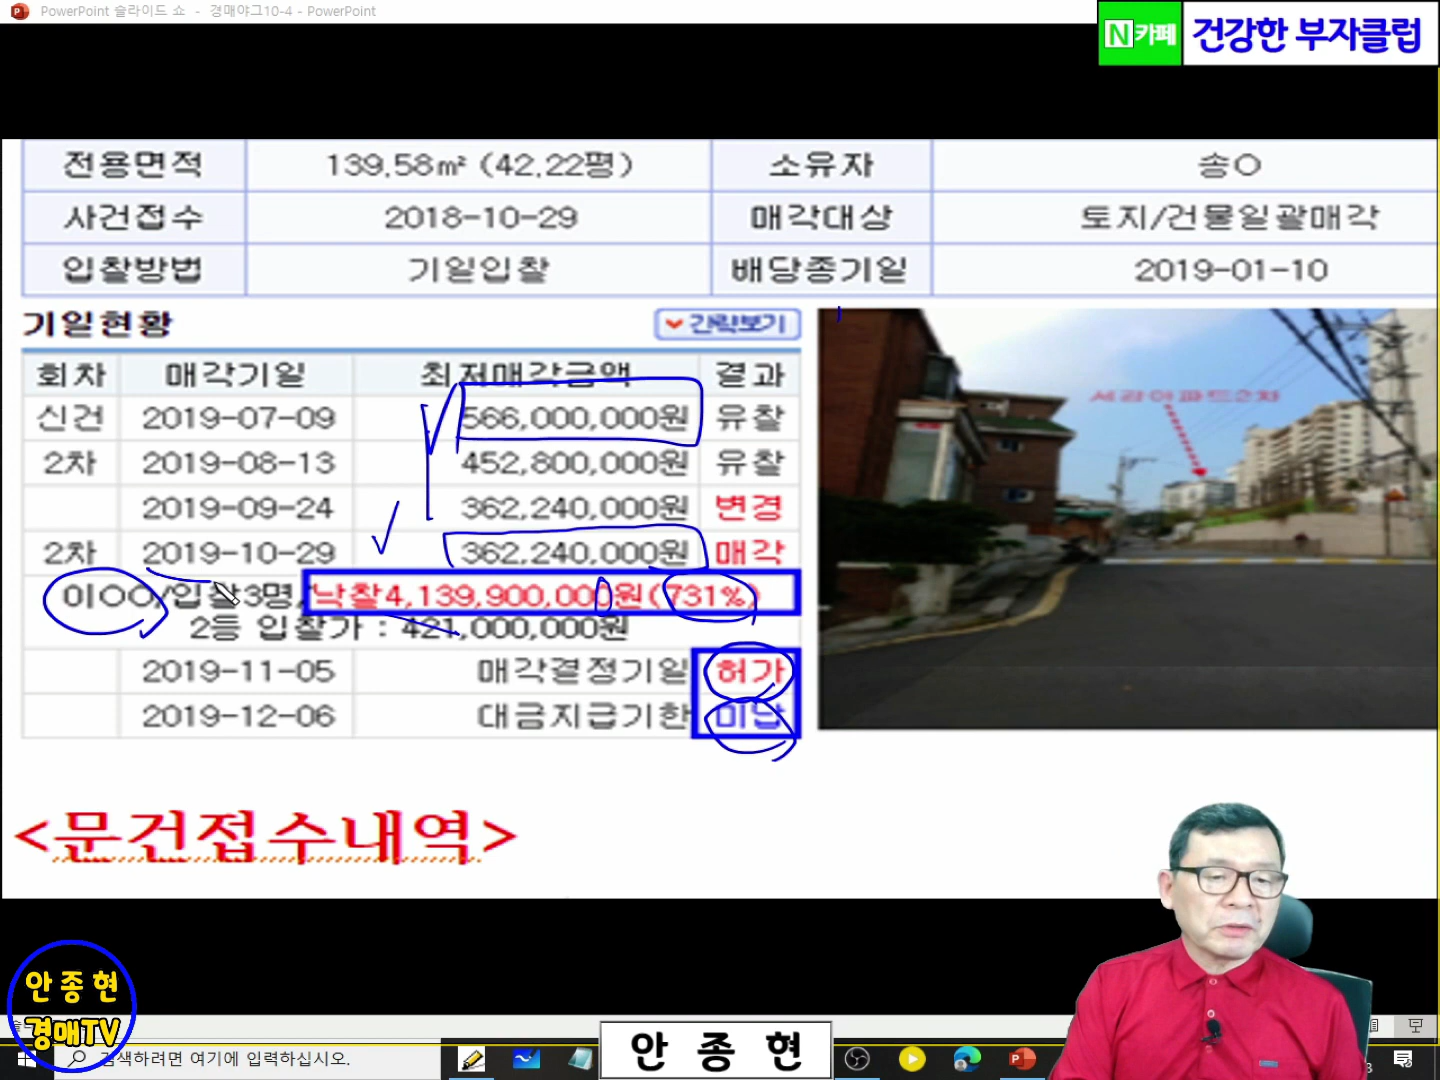 PowerPoint 슬라이드 쇼 - 경매야그10-4 - PowerPoint
N카페 건강한 부자클럽
전용면적 139.58㎡ (42.22평) 소유자 송○
사건접수 2018-10-29 매각대상 토지/건물일괄매각
입찰방법 기일입찰 배당종기일 2019-01-10
기일현황 간략보기
회차 매각기일 최저매각금액 결과
신건 2019-07-09 566,000,000원 유찰
2차 2019-08-13 452,800,000원 유찰
2019-09-24 362,240,000원 변경
2차 2019-10-29 362,240,000원 매각
이○○/입찰3명/낙찰4,139,900,000원(731%)
2등 입찰가 : 421,000,000원
2019-11-05 매각결정기일 허가
2019-12-06 대금지급기한 미납
<문건접수내역>
안종현
경매TV
검색하려면 여기에 입력하십시오.
안 종 현